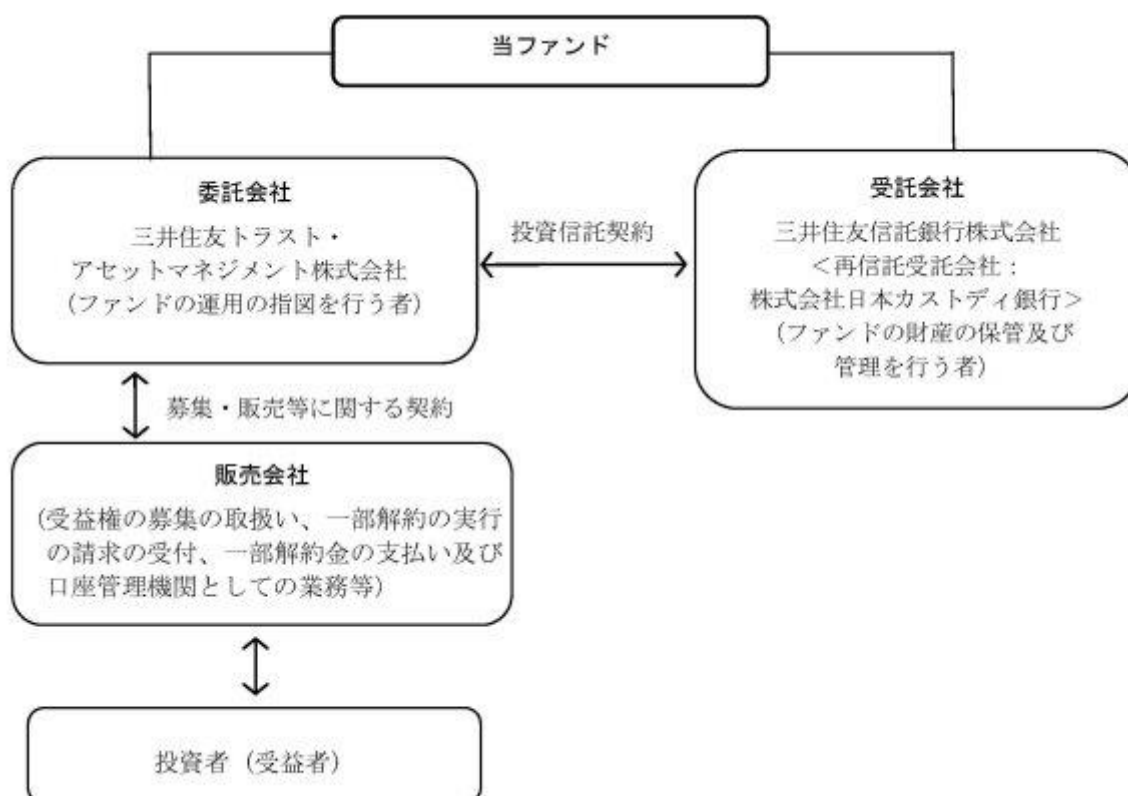 当ファンド
委託会社
三井住友トラスト・
アセットマネジメント株式会社
(ファンドの運用の指図を行う者)
投資信託契約
受託会社
三井住友信託銀行株式会社
<再信託受託会社:
株式会社日本カストディ銀行>
(ファンドの財産の保管及び
管理を行う者)
募集・販売等に関する契約
販売会社
(受益権の募集の取扱い、一部解約の実行
の請求の受付、一部解約金の支払い及び
口座管理機関としての業務等)
投資者 (受益者)